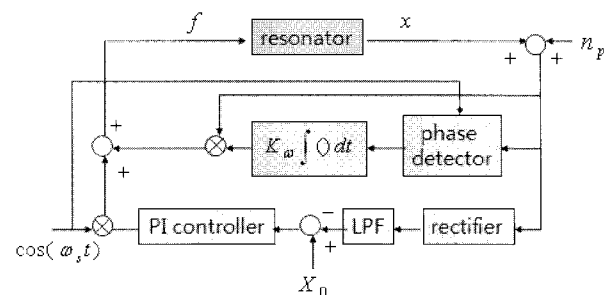 f
resonator
x
+
+
n_p
+
+
K_ω ∫ () dt
phase
detector
cos(ω_s t)
PI controller
−
+
LPF
rectifier
X_0